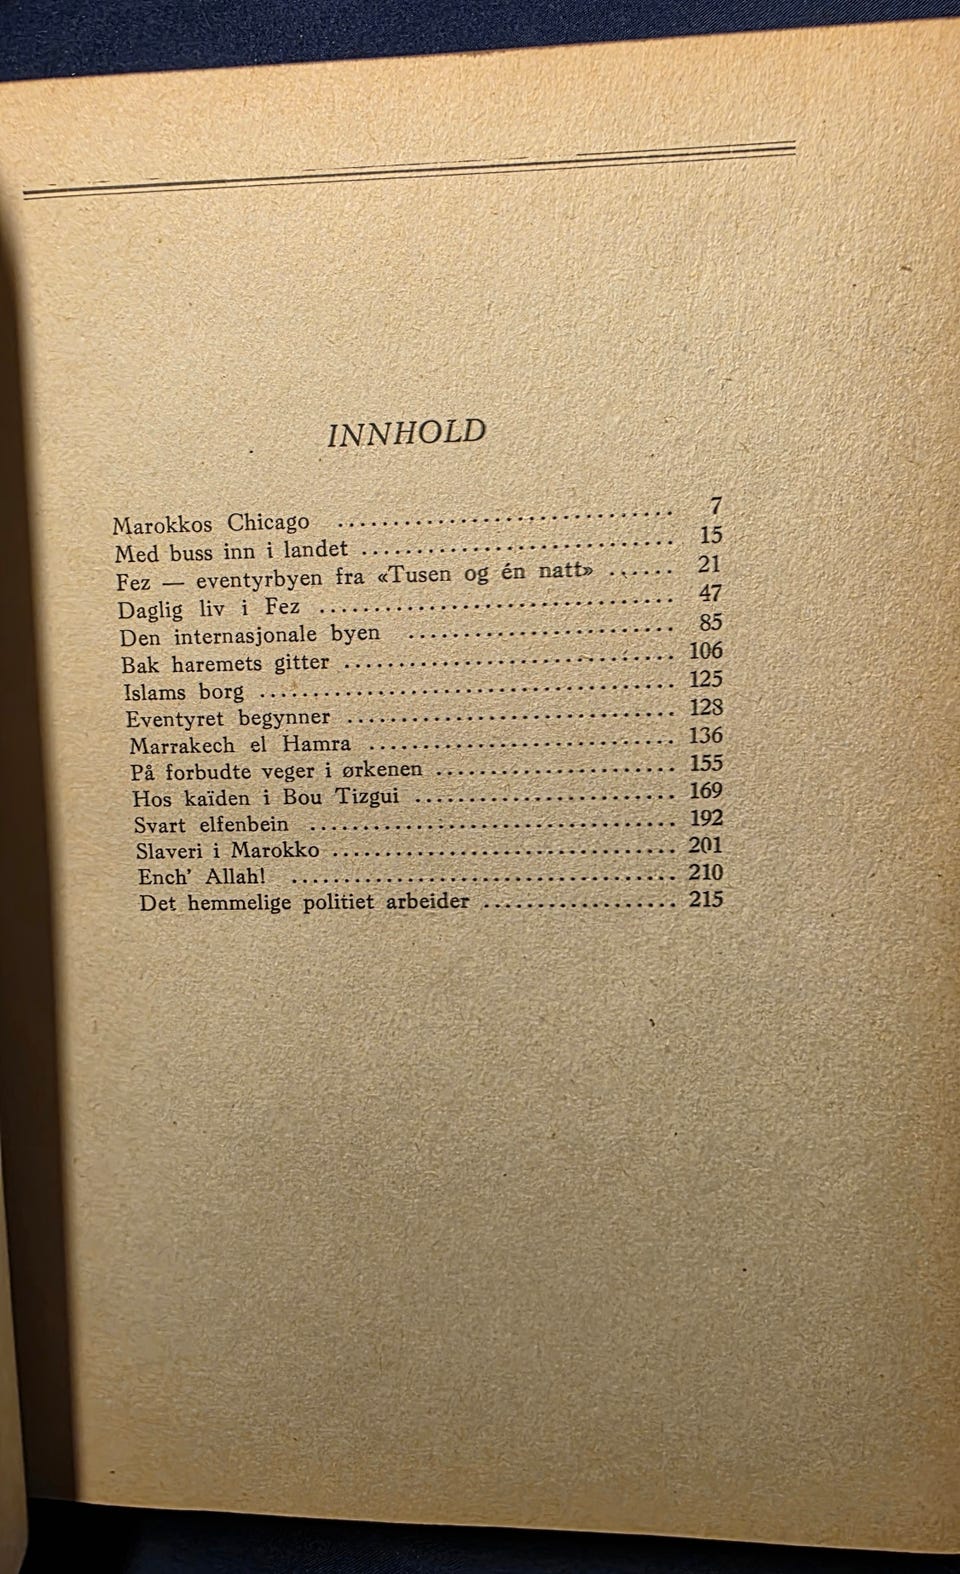 INNHOLD
Marokkos Chicago ................................ 7
Med buss inn i landet .............................. 15
Fez — eventyrbyen fra «Tusen og én natt» ...... 21
Daglig liv i Fez .................................. 47
Den internasjonale byen ......................... 85
Bak haremets gitter ................................ 106
Islams borg ........................................ 125
Eventyret begynner ................................ 128
Marrakech el Hamra .............................. 136
På forbudte veger i ørkenen ....................... 155
Hos kaïden i Bou Tizgui ......................... 169
Svart elfenbein ................................... 192
Slaveri i Marokko ................................. 201
Ench' Allah! ..................................... 210
Det hemmelige politiet arbeider .................. 215